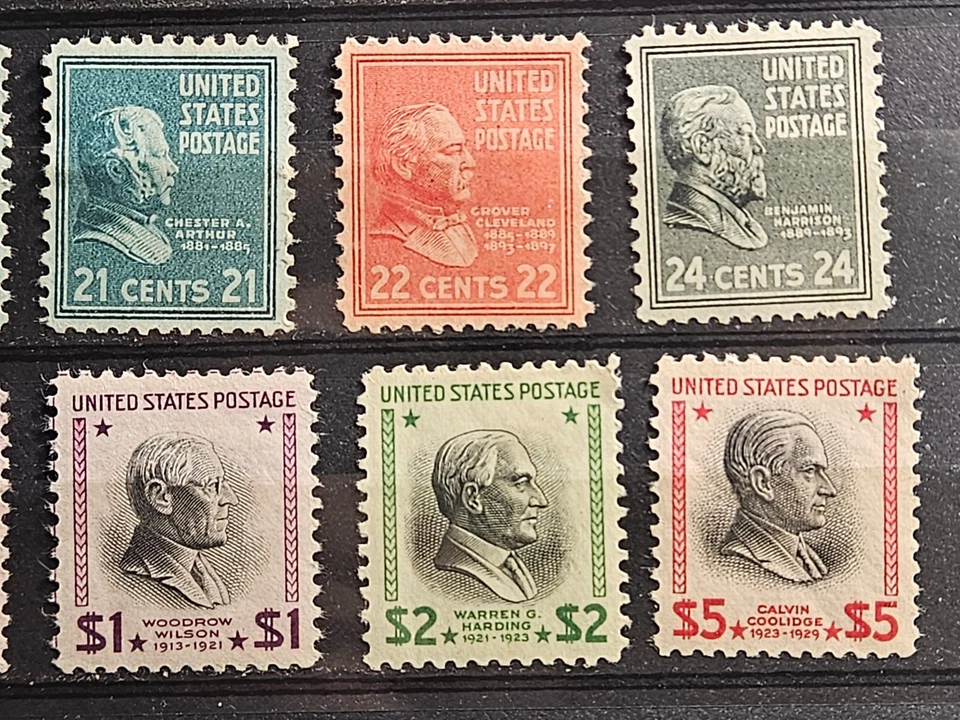 UNITED
STATES
POSTAGE
CHESTER A.
ARTHUR
1881-1885
21 CENTS 21
UNITED
STATES
POSTAGE
GROVER
CLEVELAND
1885-1889
1893-1897
22 CENTS 22
UNITED
STATES
POSTAGE
BENJAMIN
HARRISON
1889-1893
24 CENTS 24
UNITED STATES POSTAGE
$1 WOODROW $1
WILSON
1913-1921
UNITED STATES POSTAGE
$2 WARREN G. $2
HARDING
1921-1923
UNITED STATES POSTAGE
$5 CALVIN $5
COOLIDGE
1923-1929